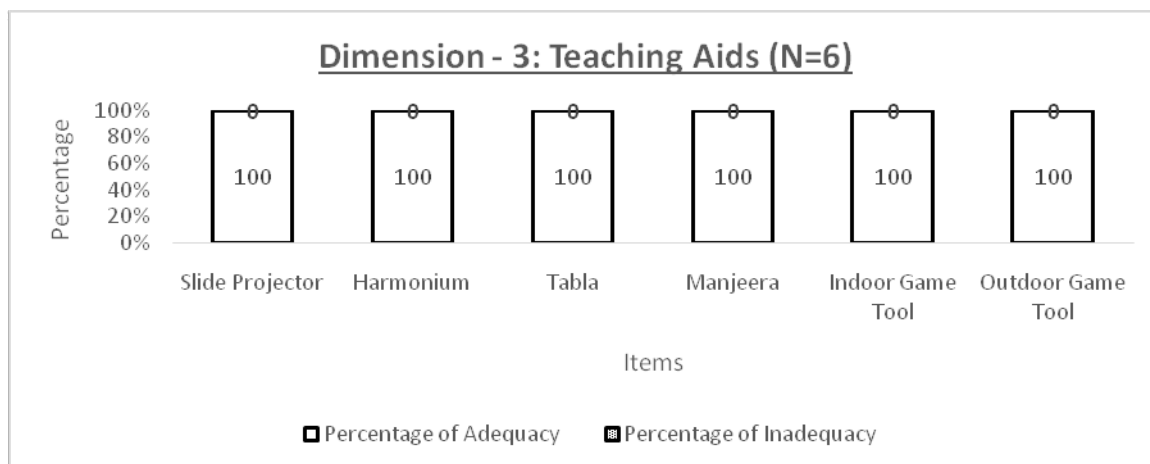 Dimension - 3: Teaching Aids (N=6)
Percentage
100%
80%
60%
40%
20%
0%
0 0 0 0 0 0
100 100 100 100 100 100
Slide Projector Harmonium Tabla Manjeera Indoor Game Tool Outdoor Game Tool
Items
Percentage of Adequacy Percentage of Inadequacy